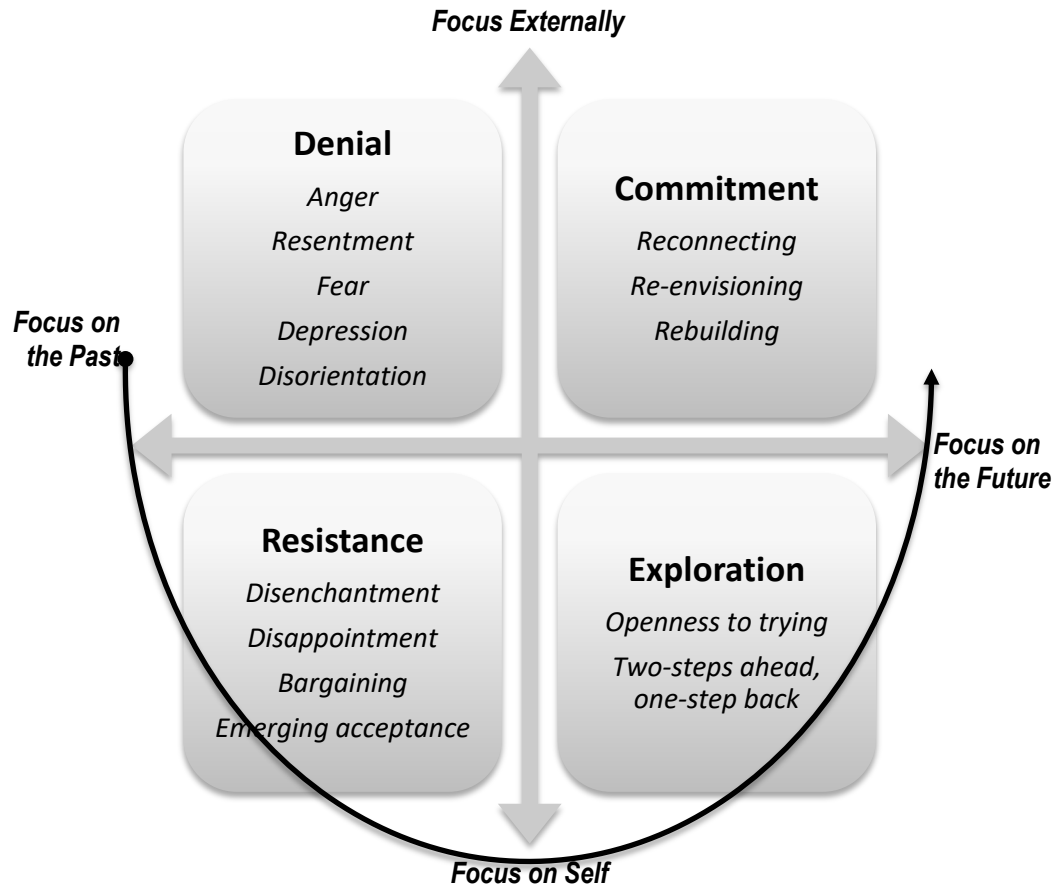 Focus Externally
Denial
Anger
Resentment
Fear
Depression
Disorientation
Commitment
Reconnecting
Re-envisioning
Rebuilding
Focus on
the Past
Focus on
the Future
Resistance
Disenchantment
Disappointment
Bargaining
Emerging acceptance
Exploration
Openness to trying
Two-steps ahead,
one-step back
Focus on Self